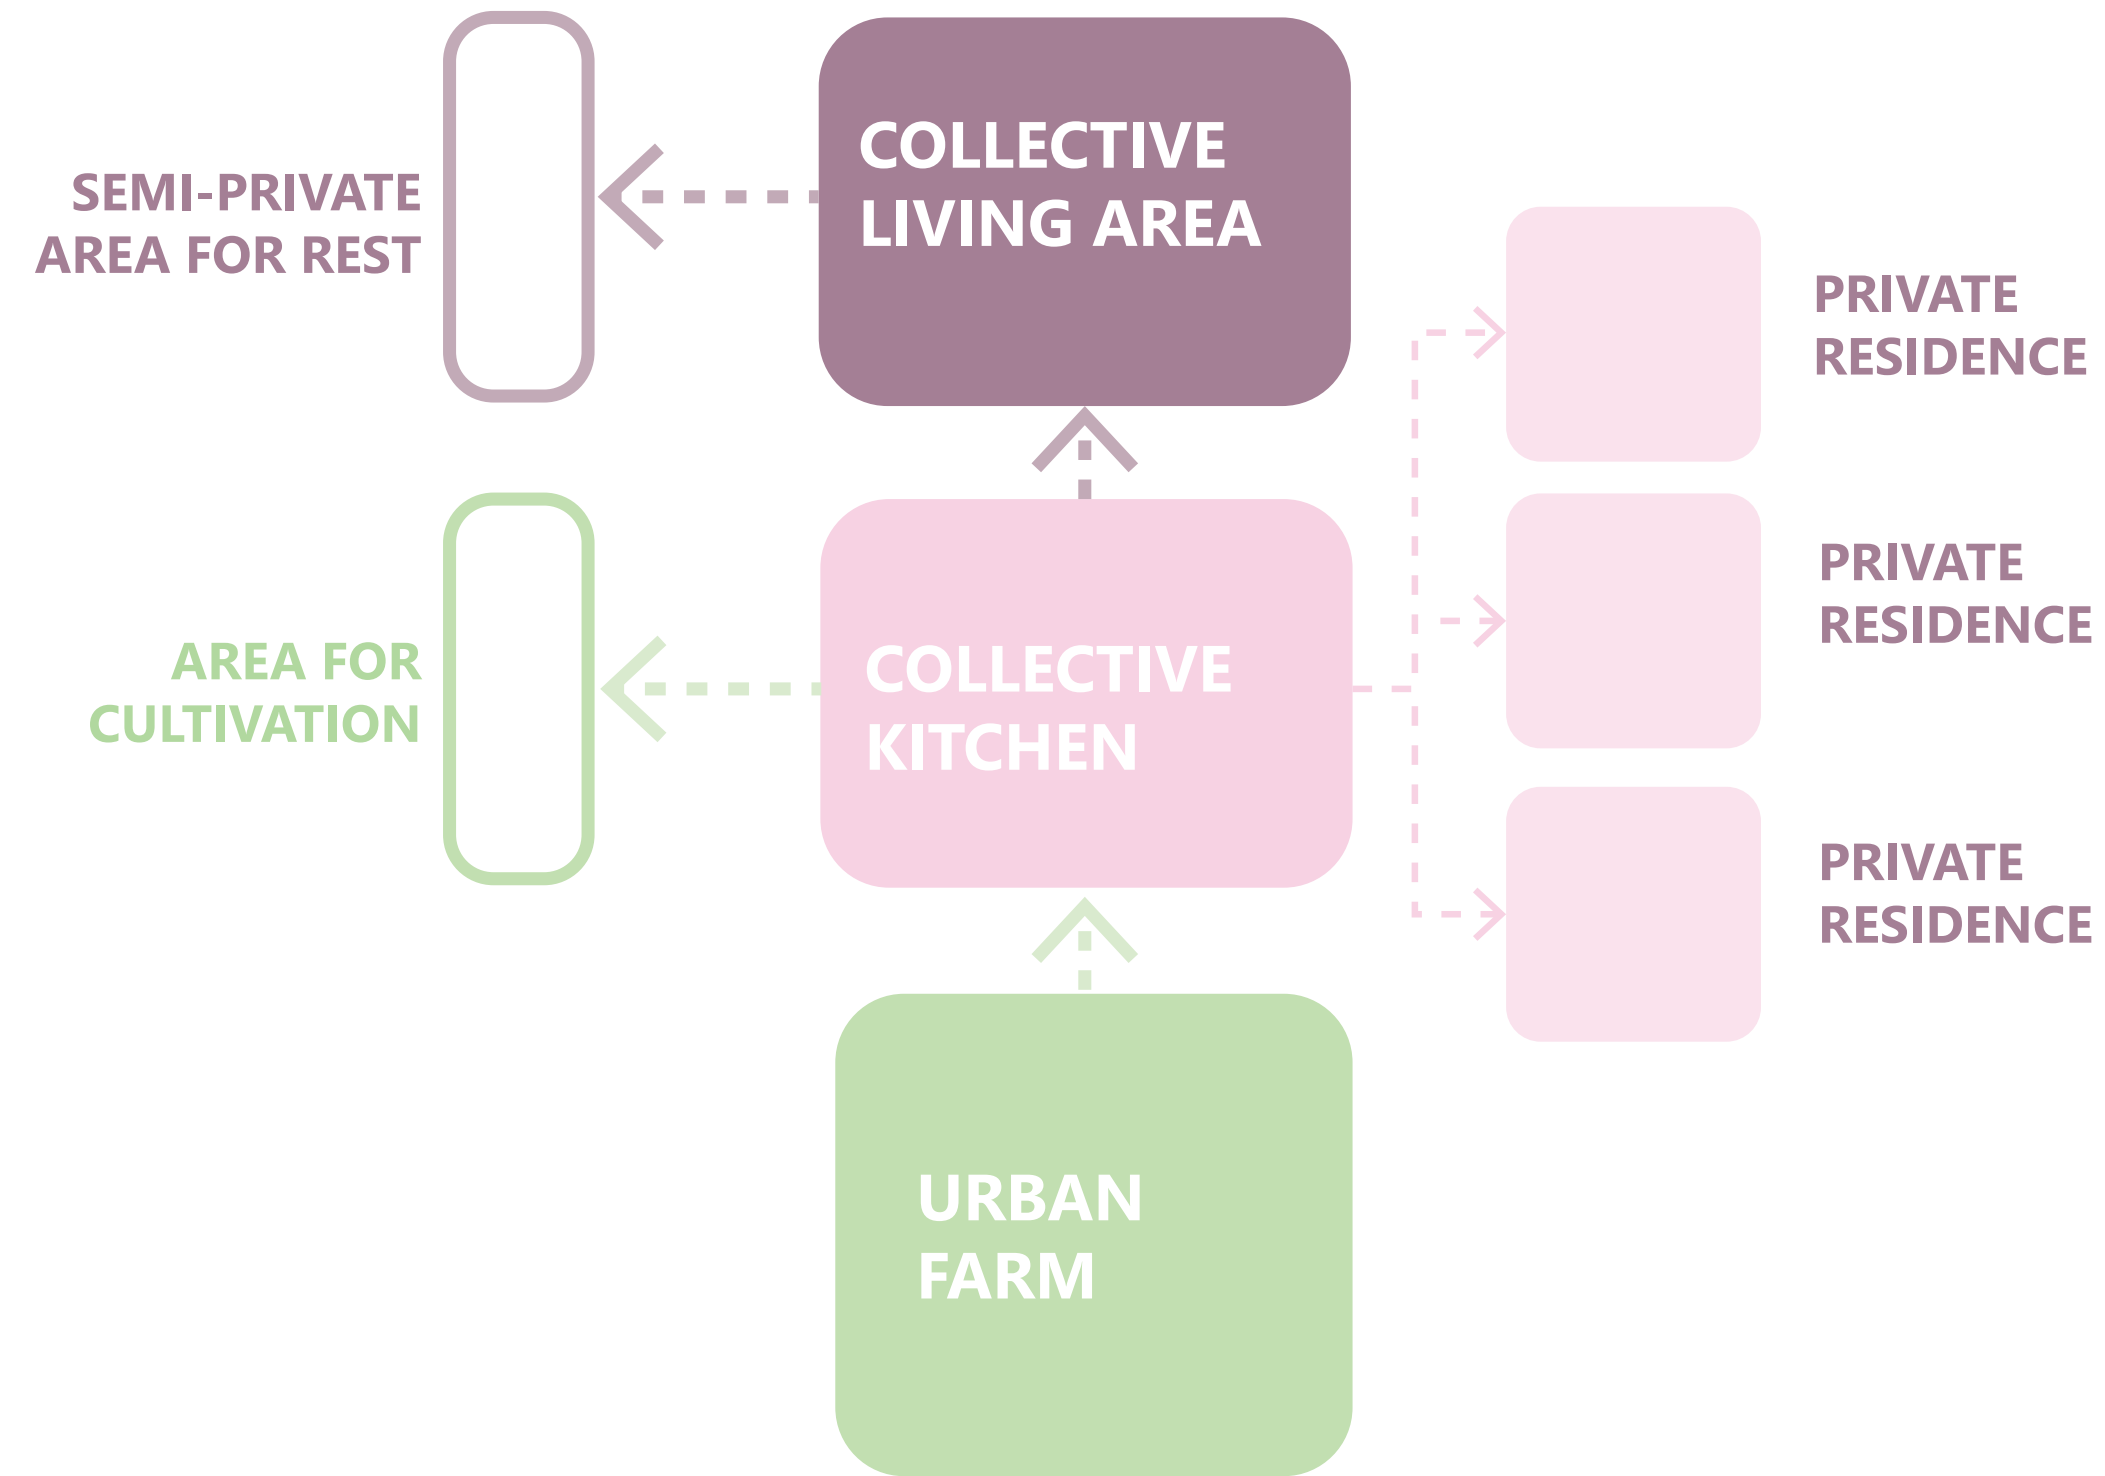 COLLECTIVE
LIVING AREA
SEMI-PRIVATE
AREA FOR REST
PRIVATE
RESIDENCE
PRIVATE
RESIDENCE
AREA FOR
CULTIVATION
COLLECTIVE
KITCHEN
PRIVATE
RESIDENCE
URBAN
FARM